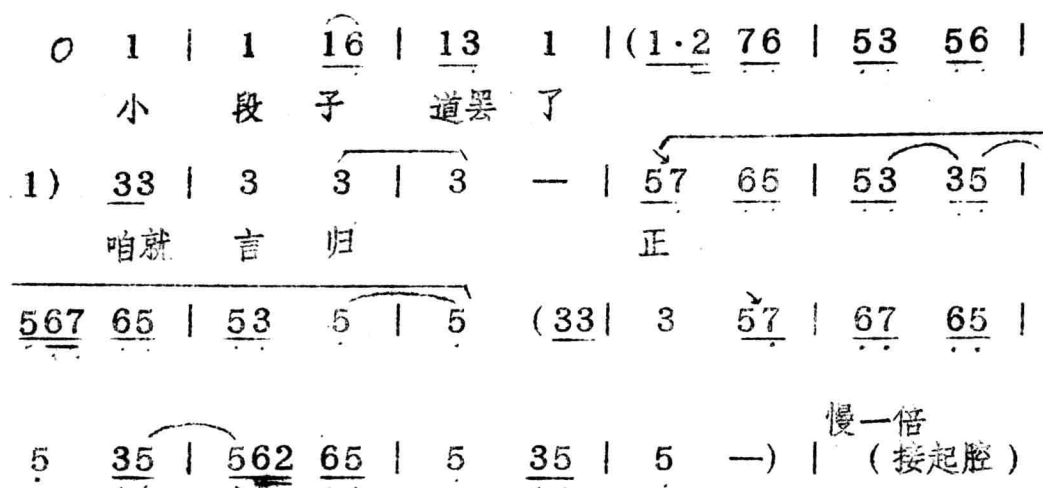 0 1 | 1 16 | 13 1 | (1·2 76 | 53 56 |
小 段 子 道罢 了
1) 33 | 3 3 | 3 — | 57 65 | 53 35 |
咱就 言 归 正
567 65 | 53 5 | 5 (33 | 3 57 | 67 65 |
慢一倍
5 35 | 562 65 | 5 35 | 5 —) | (接起腔)